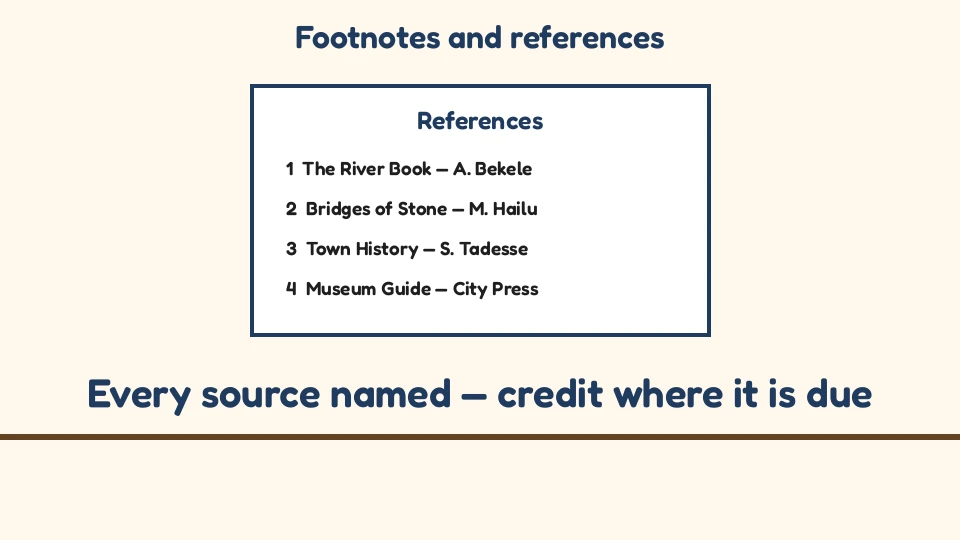 Footnotes and references
References
1 The River Book — A. Bekele
2 Bridges of Stone — M. Hailu
3 Town History — S. Tadesse
4 Museum Guide — City Press
Every source named — credit where it is due